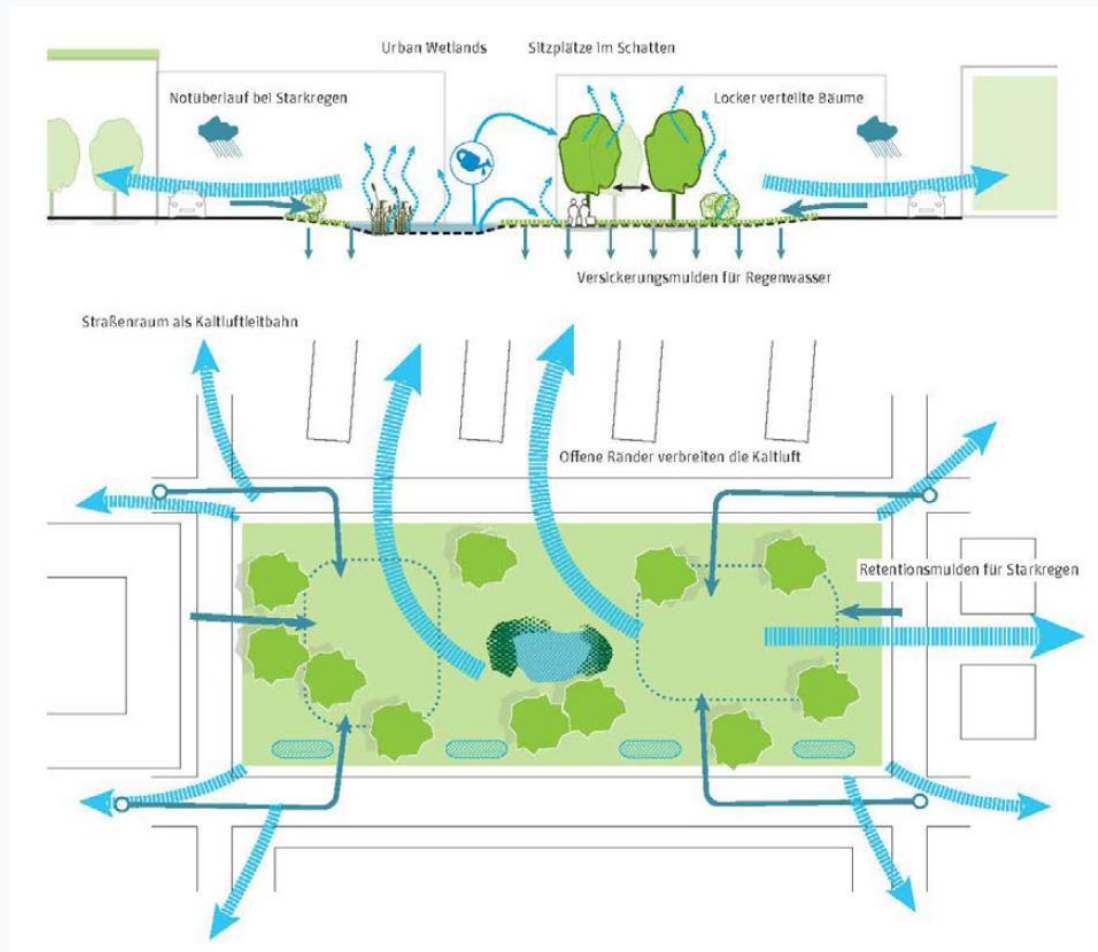 Urban Wetlands
Sitzplätze im Schatten
Notüberlauf bei Starkregen
Locker verteilte Bäume
Versickerungsmulden für Regenwasser
Straßenraum als Kaltluftleitbahn
Offene Ränder verbreiten die Kaltluft
Retentionsmulden für Starkregen